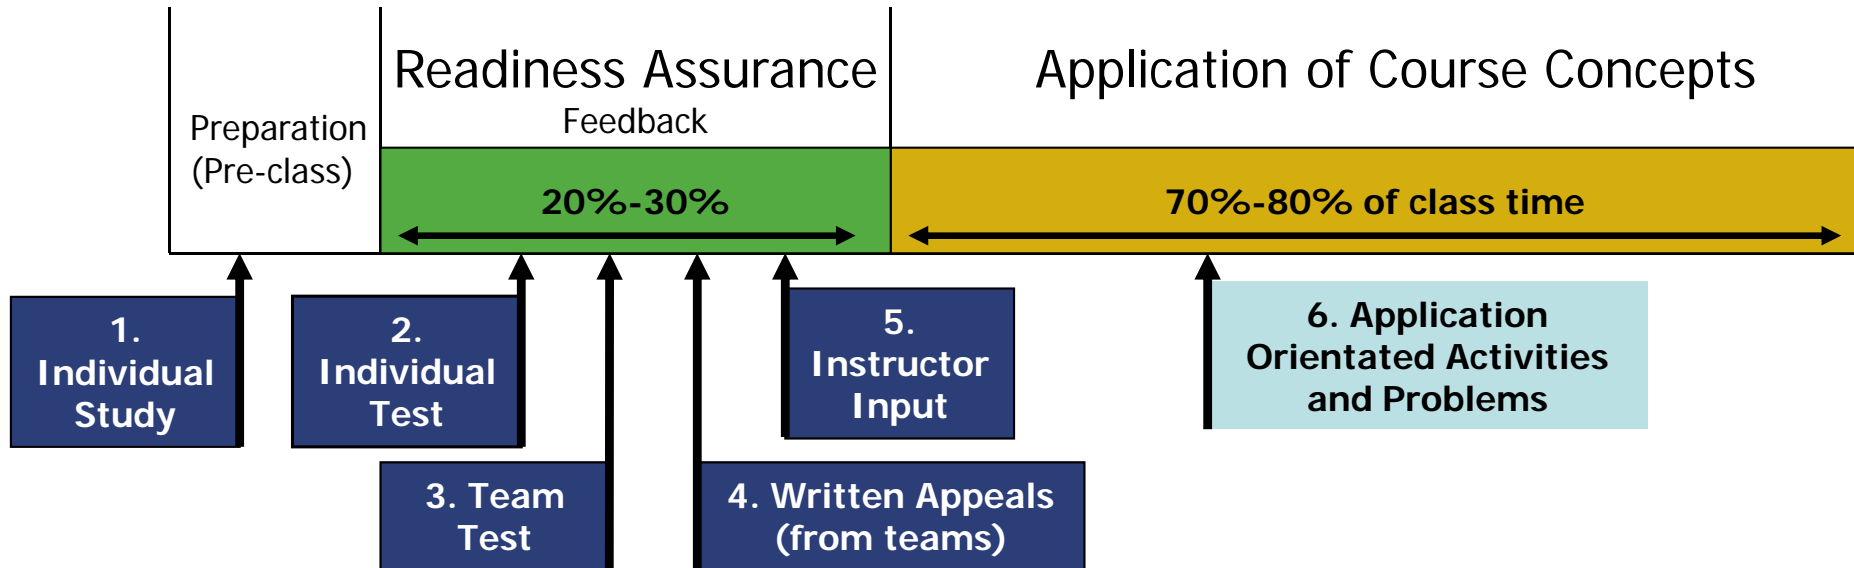 Preparation
(Pre-class)
Readiness Assurance
Feedback
20%-30%
Application of Course Concepts
70%-80% of class time
1.
Individual
Study
2.
Individual
Test
3. Team
Test
4. Written Appeals
(from teams)
5.
Instructor
Input
6. Application
Orientated Activities
and Problems